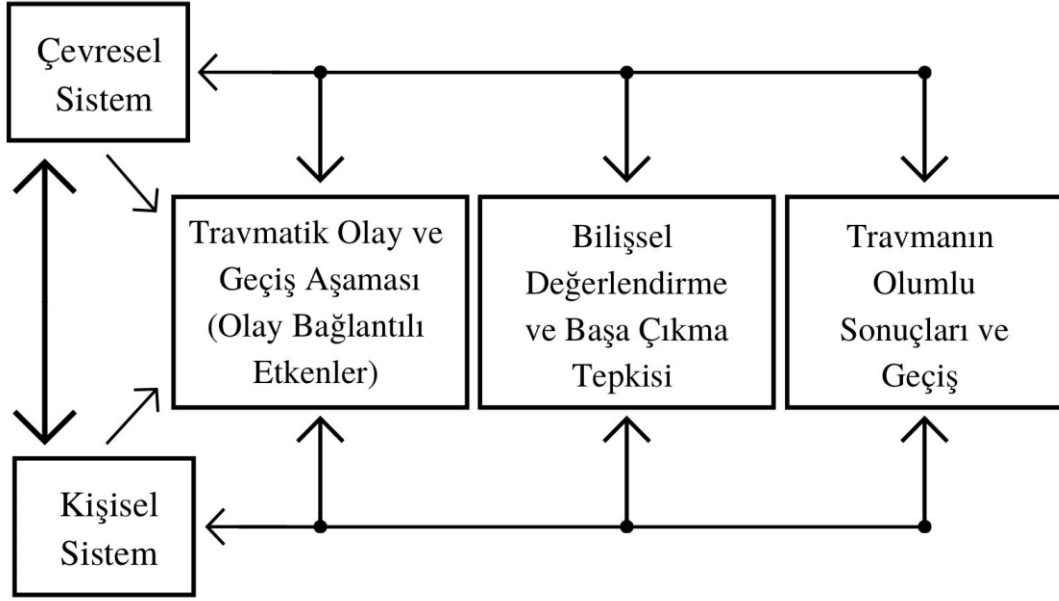 Çevresel
Sistem
Travmatik Olay ve
Geçiş Aşaması
(Olay Bağlantılı
Etkenler)
Bilişsel
Değerlendirme
ve Başa Çıkma
Tepkisi
Travmanın
Olumlu
Sonuçları ve
Geçiş
Kişisel
Sistem